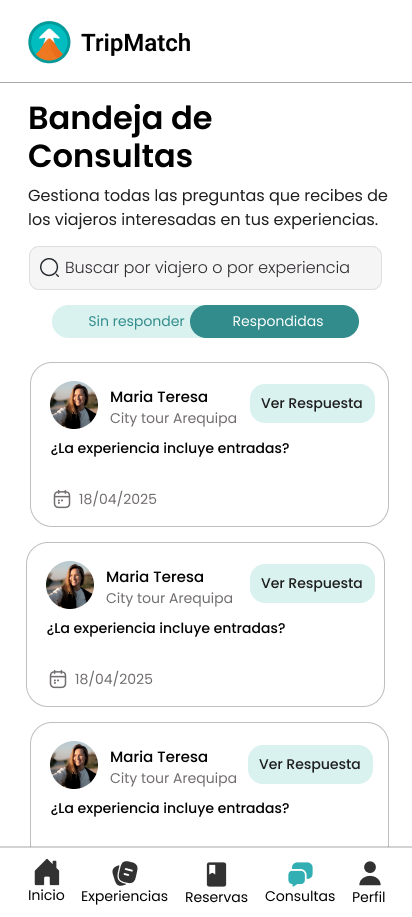 TripMatch
Bandeja de
Consultas
Gestiona todas las preguntas que recibes de
los viajeros interesadas en tus experiencias.
Buscar por viajero o por experiencia
Sin responder Respondidas
Maria Teresa
City tour Arequipa
Ver Respuesta
¿La experiencia incluye entradas?
18/04/2025
Maria Teresa
City tour Arequipa
Ver Respuesta
¿La experiencia incluye entradas?
18/04/2025
Maria Teresa
City tour Arequipa
Ver Respuesta
¿La experiencia incluye entradas?
Inicio Experiencias Reservas Consultas Perfil